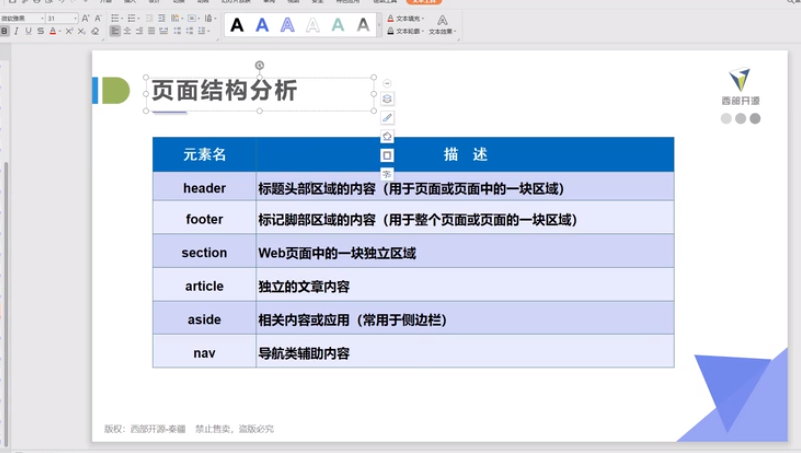 31
文本填充
文本轮廓
文本效果
B I U S A
A A A A A A
页面结构分析
西部开源
元素名 描 述
header 标题头部区域的内容（用于页面或页面中的一块区域）
footer 标记脚部区域的内容（用于整个页面或页面的一块区域）
section Web页面中的一块独立区域
article 独立的文章内容
aside 相关内容或应用（常用于侧边栏）
nav 导航类辅助内容
版权：西部开源-秦疆 禁止售卖，盗版必究